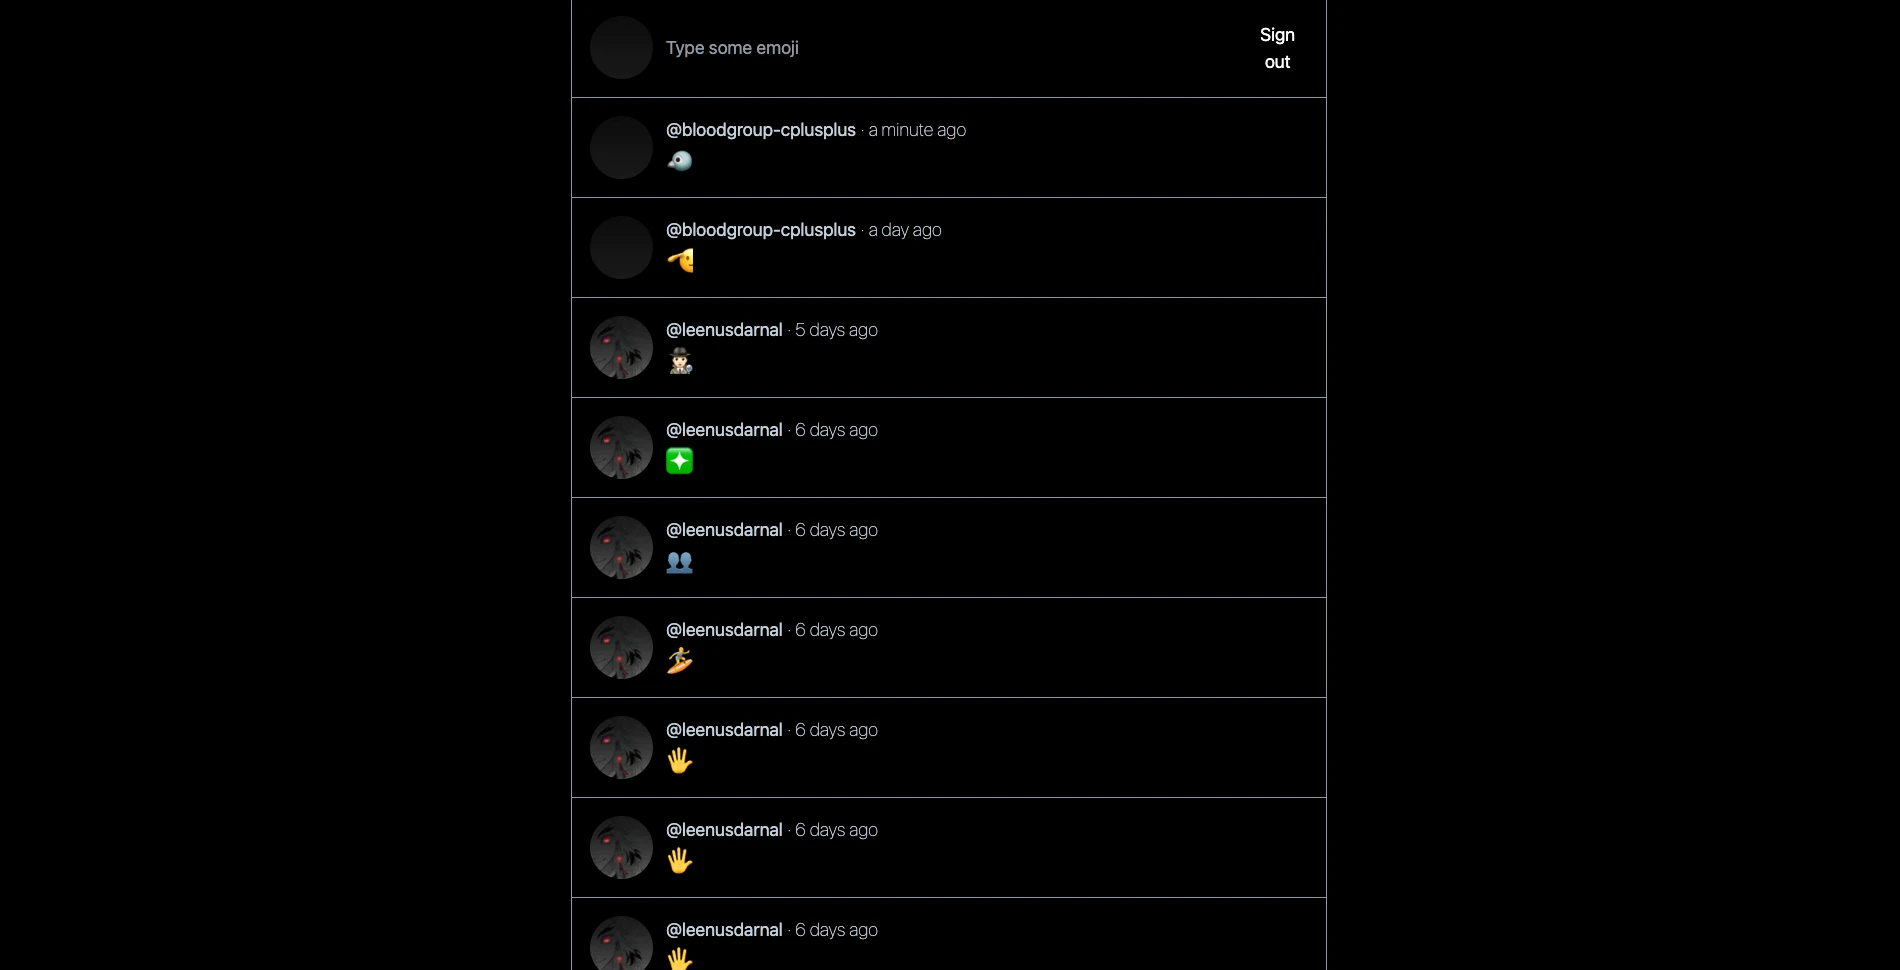 Type some emoji
Sign
out
@bloodgroup-cplusplus · a minute ago
@bloodgroup-cplusplus · a day ago
@leenusdarnal · 5 days ago
@leenusdarnal · 6 days ago
@leenusdarnal · 6 days ago
@leenusdarnal · 6 days ago
@leenusdarnal · 6 days ago
@leenusdarnal · 6 days ago
@leenusdarnal · 6 days ago